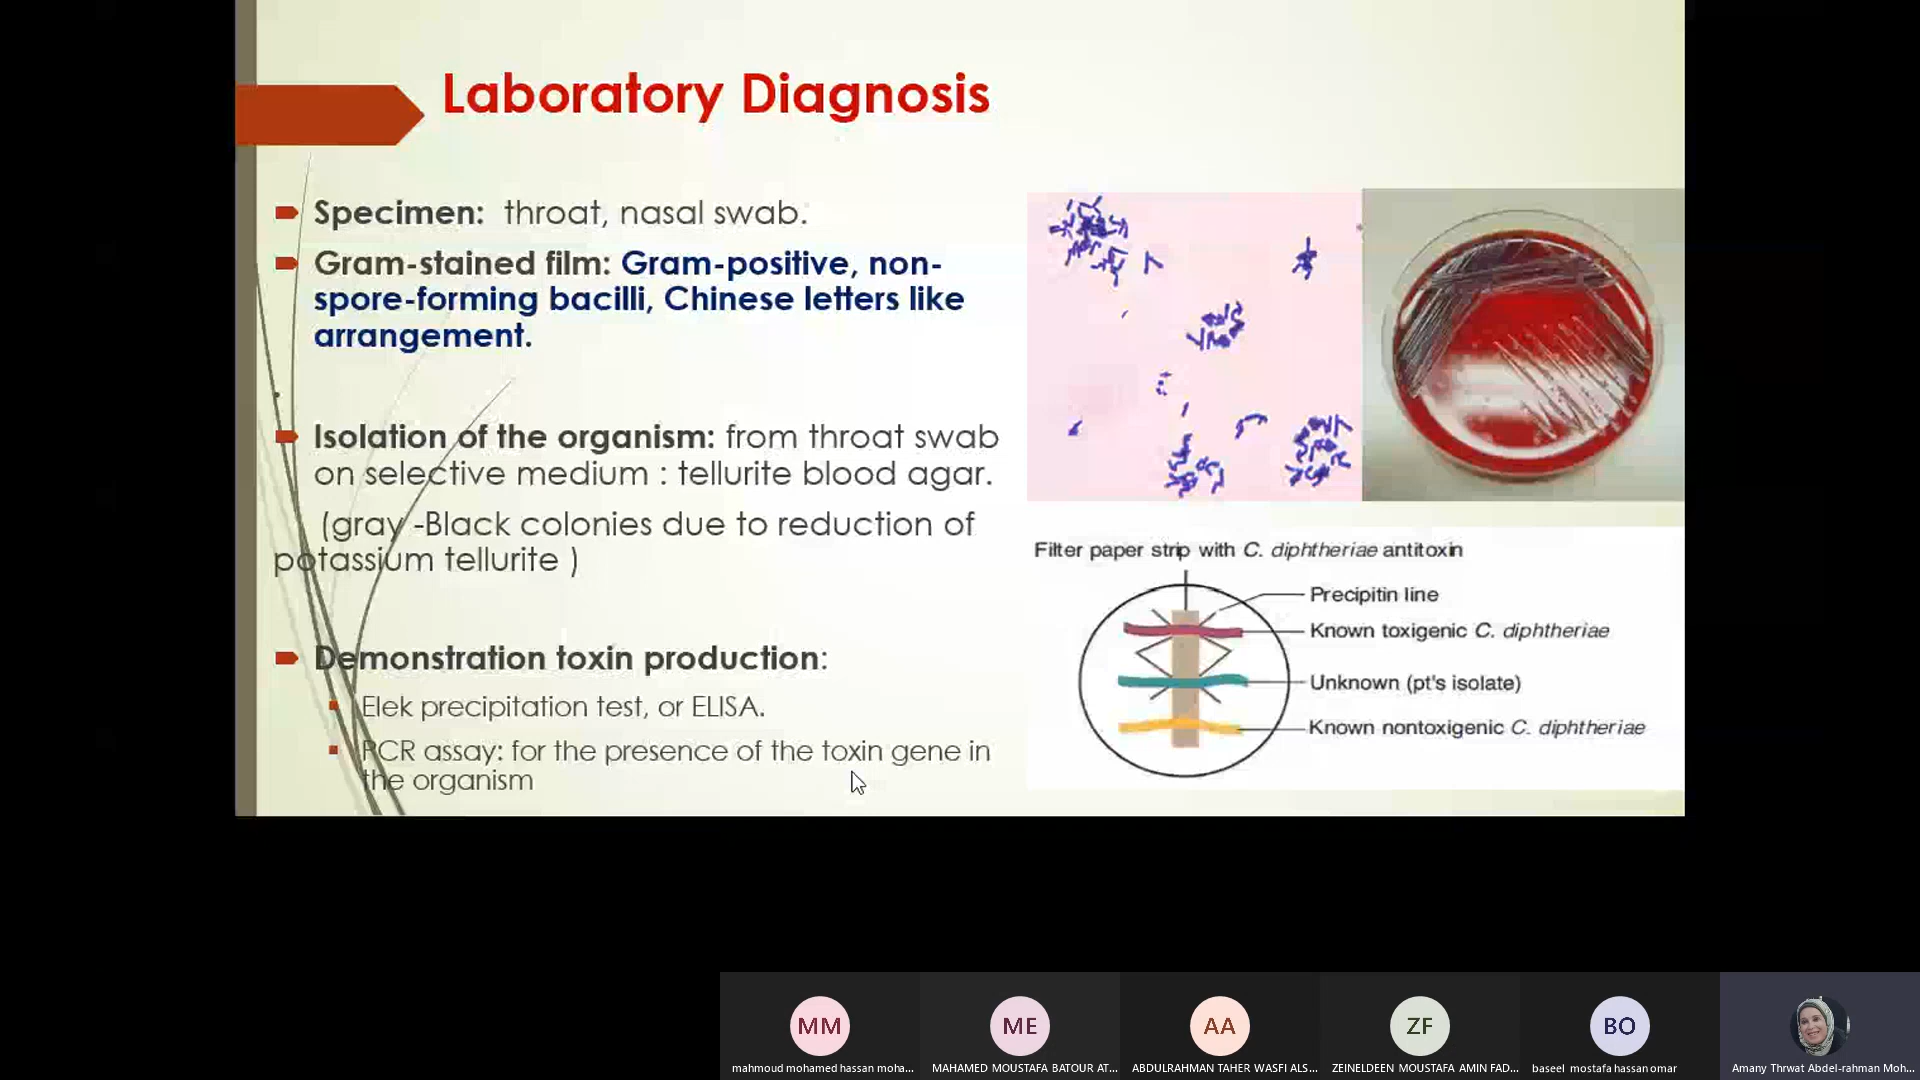 Laboratory Diagnosis
Specimen: throat, nasal swab.
Gram-stained film: Gram-positive, non-
spore-forming bacilli, Chinese letters like
arrangement.
Isolation of the organism: from throat swab
on selective medium : tellurite blood agar.
(gray -Black colonies due to reduction of
potassium tellurite )
Demonstration toxin production:
Elek precipitation test, or ELISA.
PCR assay: for the presence of the toxin gene in
the organism
Filter paper strip with C. diphtheriae antitoxin
Precipitin line
Known toxigenic C. diphtheriae
Unknown (pt's isolate)
Known nontoxigenic C. diphtheriae
MM
ME
AA
ZF
BO
mahmoud mohamed hassan moha...
MAHAMED MOUSTAFA BATOUR AT...
ABDULRAHMAN TAHER WASFI ALS...
ZEINELDEEN MOUSTAFA AMIN FAD...
baseel mostafa hassan omar
Amany Thrwat Abdel-rahman Moh...